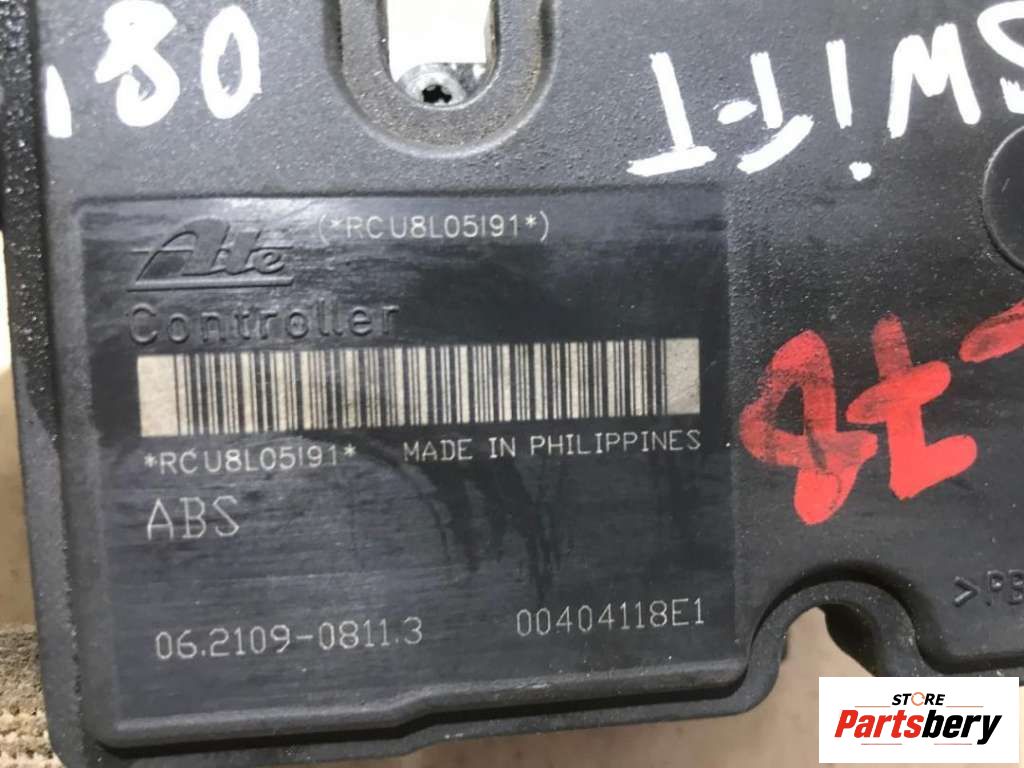 180
SWiFT
(*RCU8L05I91*)
Ate
Controller
*RCU8L05I91* MADE IN PHILIPPINES
ABS
06.2109-0811.3 00404118E1
STORE
Partsbery